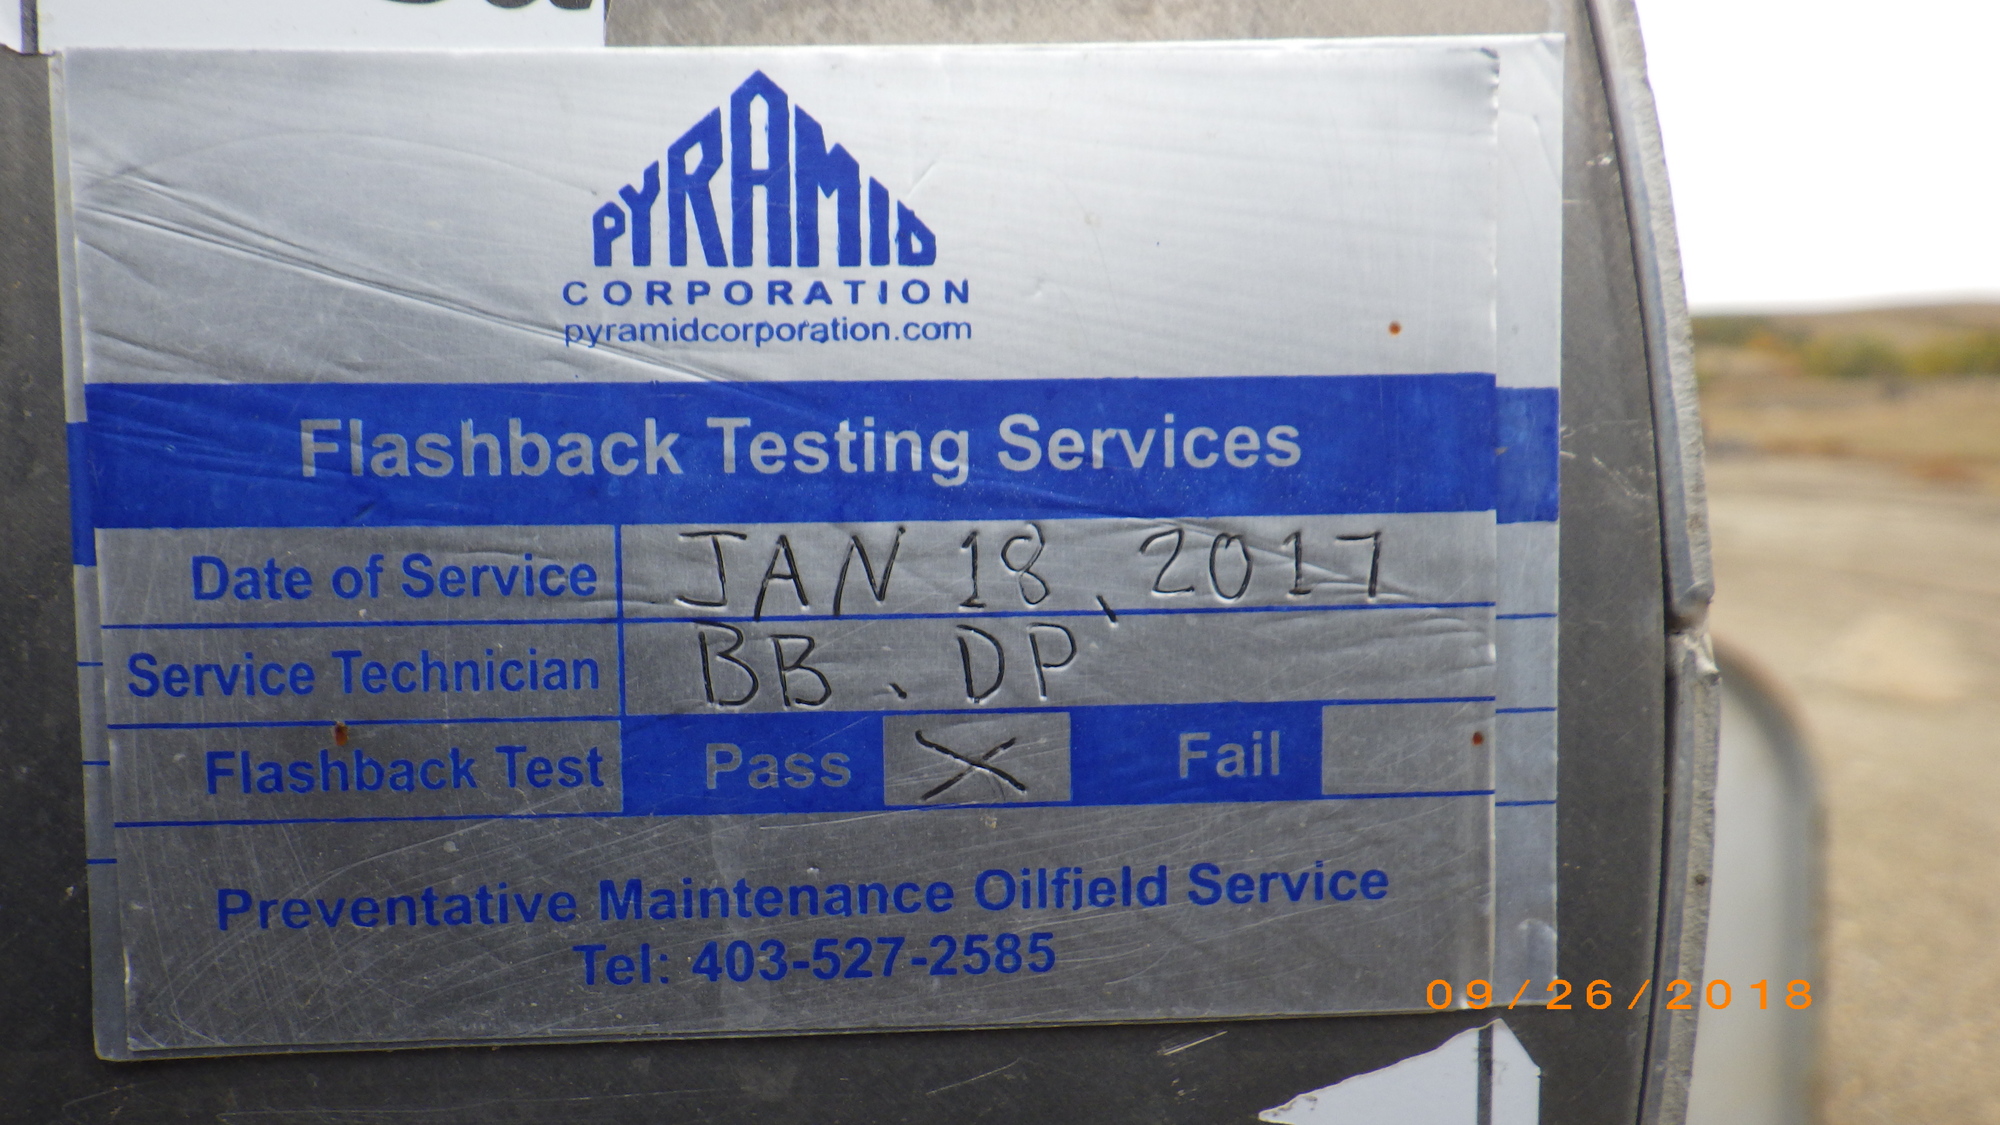 PYRAMID
CORPORATION
pyramidcorporation.com
Flashback Testing Services
Date of Service JAN 18, 2017
Service Technician BB. DP
Flashback Test Pass X Fail
Preventative Maintenance Oilfield Service
Tel: 403-527-2585
09/26/2018